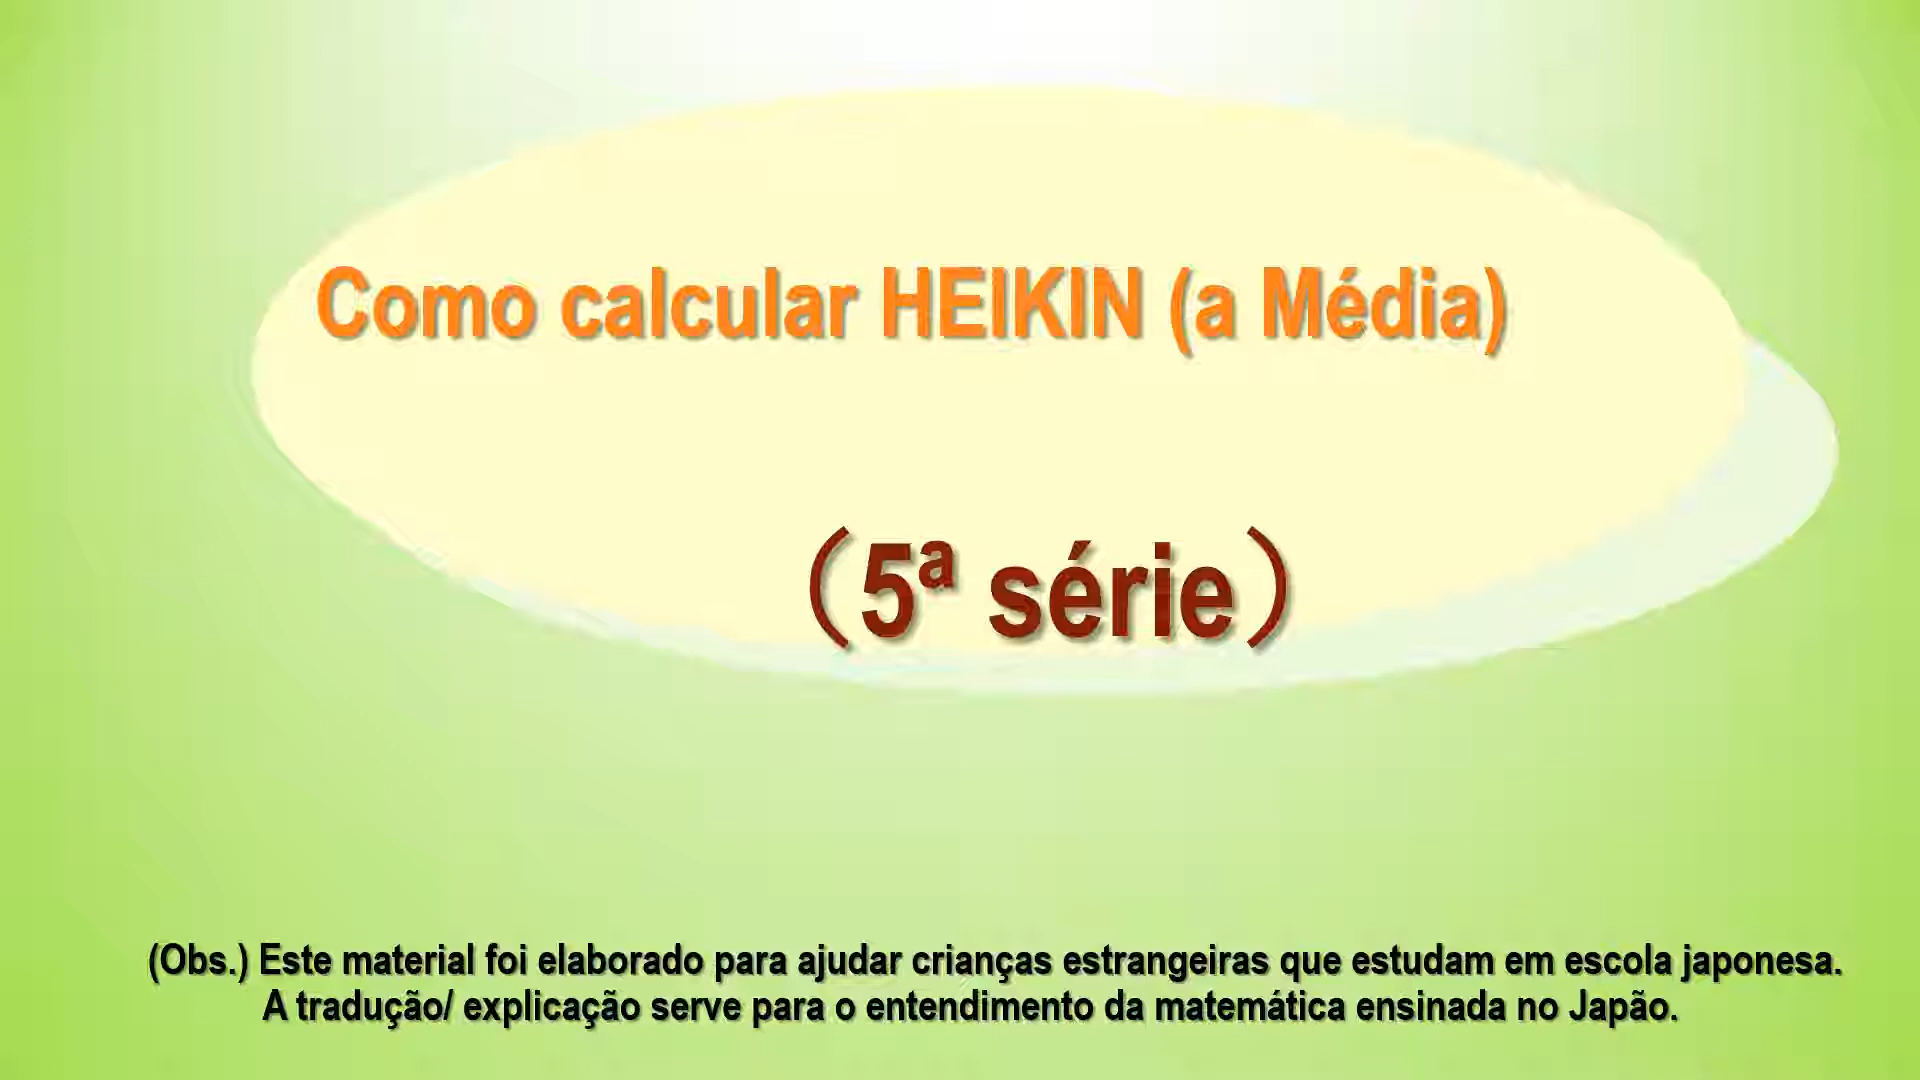 Como calcular HEIKIN (a Média)
（5ª série）
(Obs.) Este material foi elaborado para ajudar crianças estrangeiras que estudam em escola japonesa.
A tradução/ explicação serve para o entendimento da matemática ensinada no Japão.